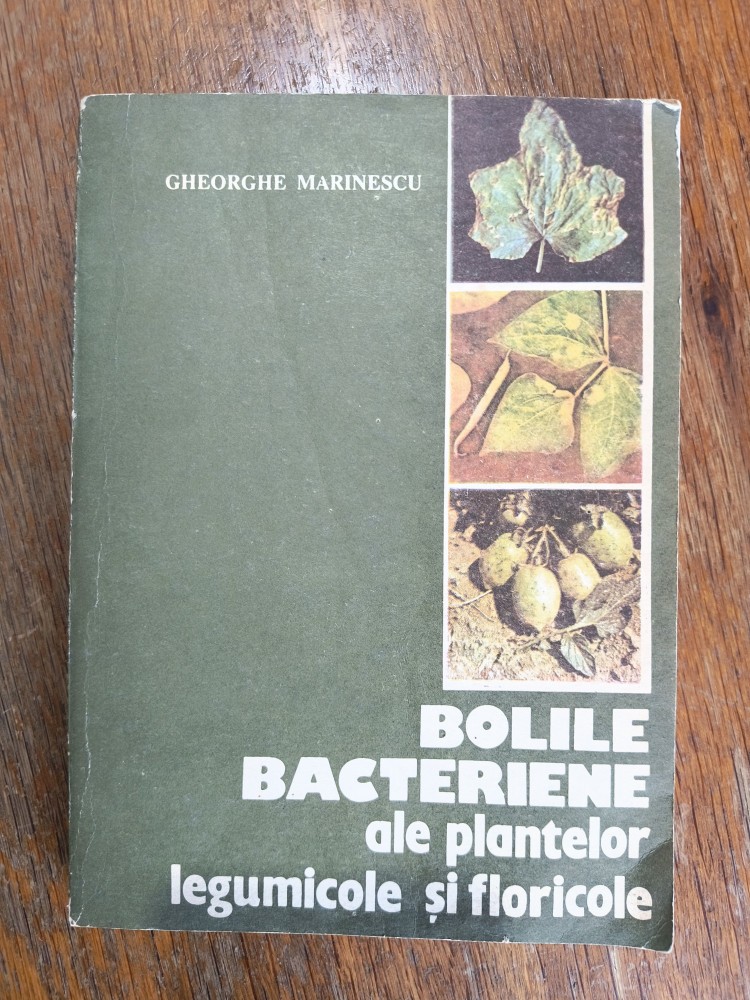 GHEORGHE MARINESCU
BOLILE
BACTERIENE
ale plantelor
legumicole și floricole